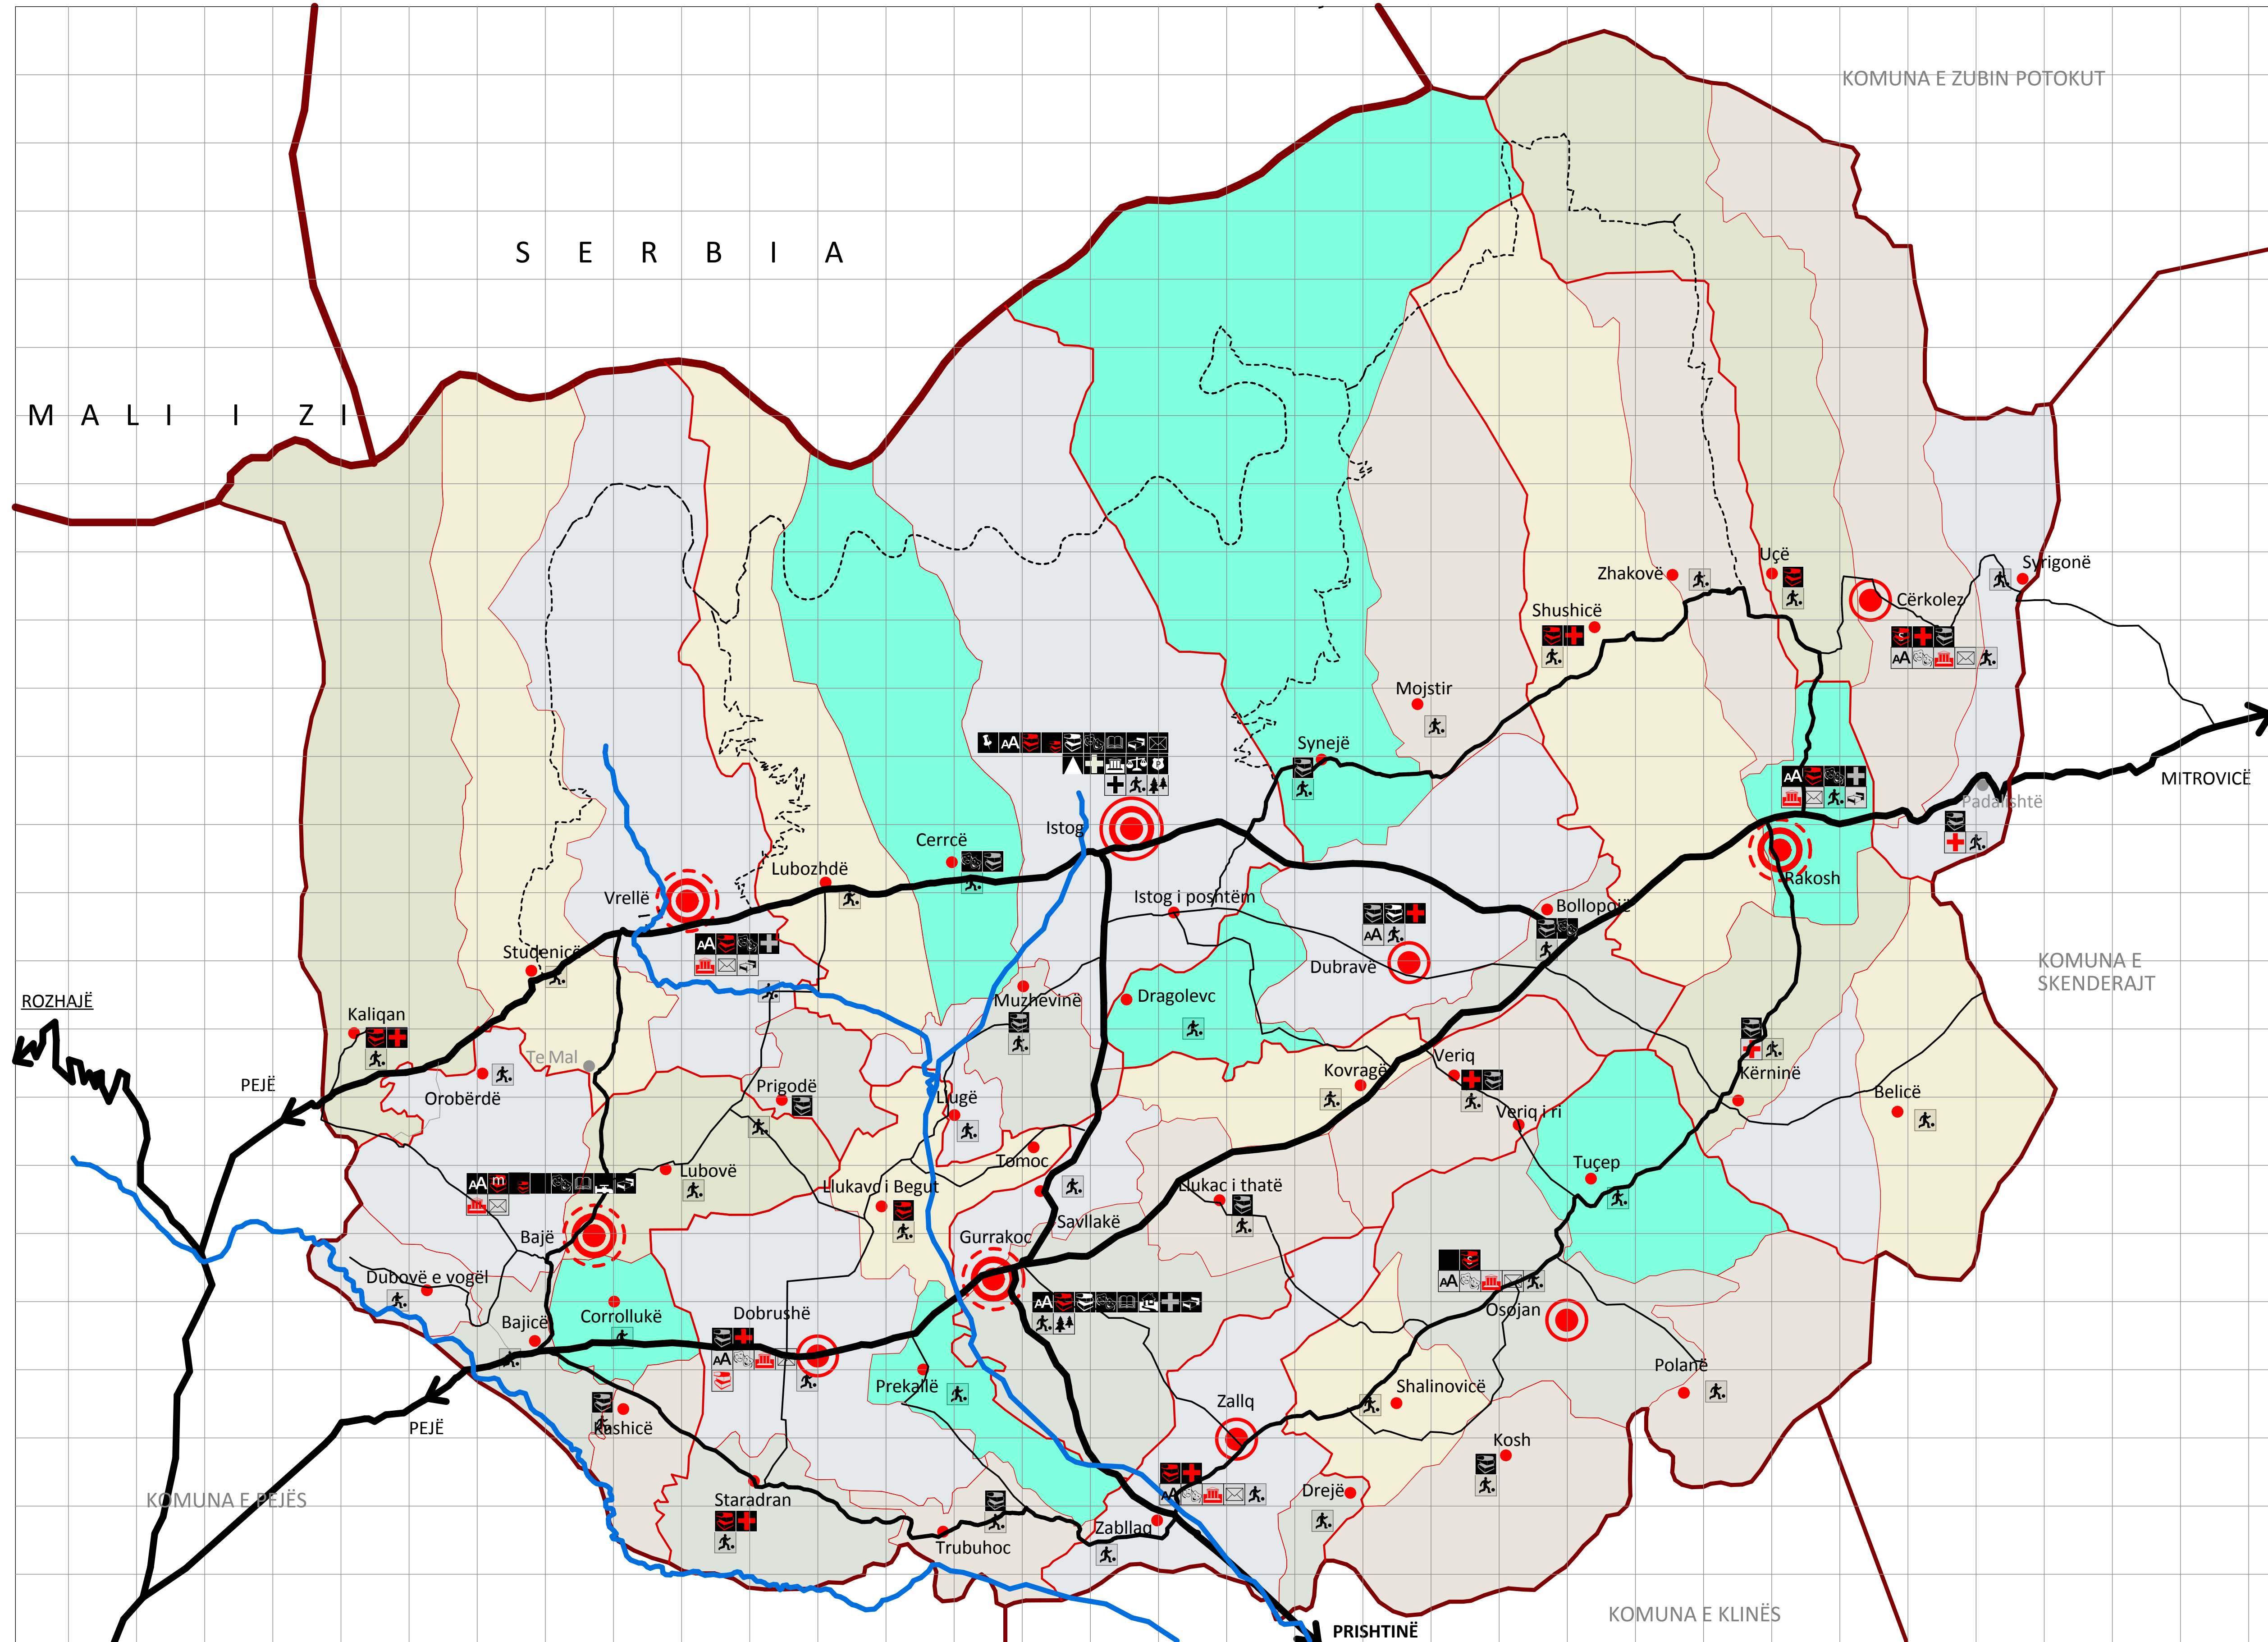 KOMUNA E ZUBIN POTOKUT
S E R B I A
M A L I I Z I
Uçë
Zhakovë
Syrigonë
Cërkolez
Shushicë
Mojstir
Synejë
MITROVICË
Padalishtë
Istog
Cerrcë
Lubozhdë
Rakosh
Vrellë
Istog i poshtëm
Bollopojë
Studenicë
Dubravë
KOMUNA E
SKENDERAJT
ROZHAJË
Muzhevinë
Dragolevc
Kaliqan
Te Mal
Veriq
Kovragë
Kërninë
PEJË
Prigodë
Orobërdë
Llugë
Belicë
Veriq i ri
Tomoc
Tuçep
Lubovë
Llukavc i Begut
Llukac i thatë
Savllakë
Bajë
Gurrakoc
Dubovë e vogël
Osojan
Bajicë
Corrollukë
Dobrushë
Polanë
Prekallë
Shalinovicë
Zallq
PEJË
Kashicë
Kosh
KOMUNA E PEJËS
Staradran
Drejë
Zabllaq
Trubuhoc
KOMUNA E KLINËS
PRISHTINË